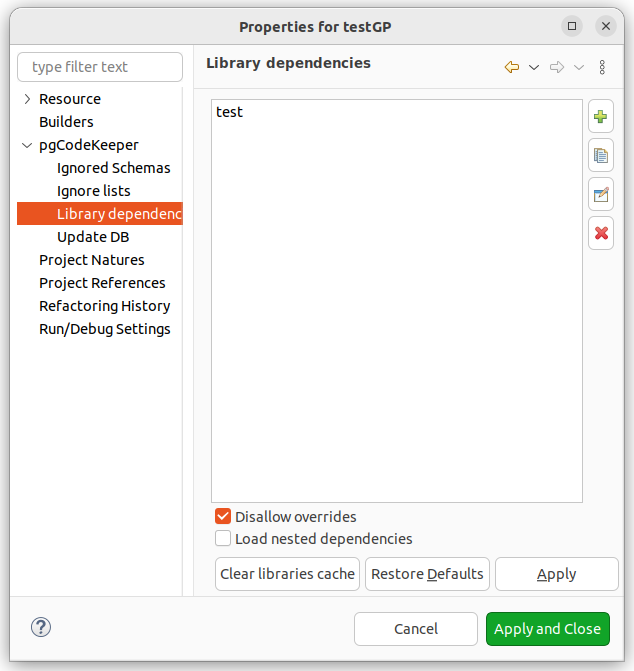 Properties for testGP
type filter text
Resource
Builders
pgCodeKeeper
Ignored Schemas
Ignore lists
Library dependenc
Update DB
Project Natures
Project References
Refactoring History
Run/Debug Settings
Library dependencies
test
Disallow overrides
Load nested dependencies
Clear libraries cache
Restore Defaults
Apply
?
Cancel
Apply and Close